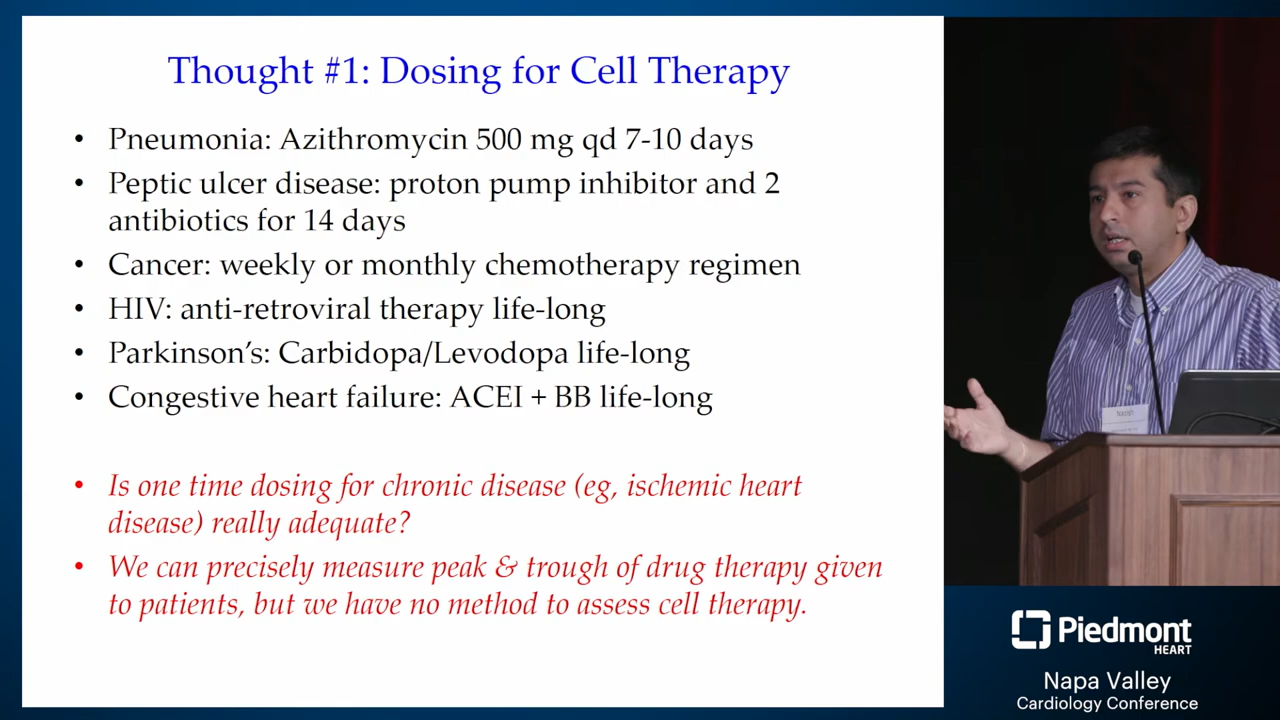 Thought #1: Dosing for Cell Therapy
• Pneumonia: Azithromycin 500 mg qd 7-10 days
• Peptic ulcer disease: proton pump inhibitor and 2
antibiotics for 14 days
• Cancer: weekly or monthly chemotherapy regimen
• HIV: anti-retroviral therapy life-long
• Parkinson’s: Carbidopa/Levodopa life-long
• Congestive heart failure: ACEI + BB life-long
• Is one time dosing for chronic disease (eg, ischemic heart
disease) really adequate?
• We can precisely measure peak & trough of drug therapy given
to patients, but we have no method to assess cell therapy.
Piedmont
HEART
Napa Valley
Cardiology Conference